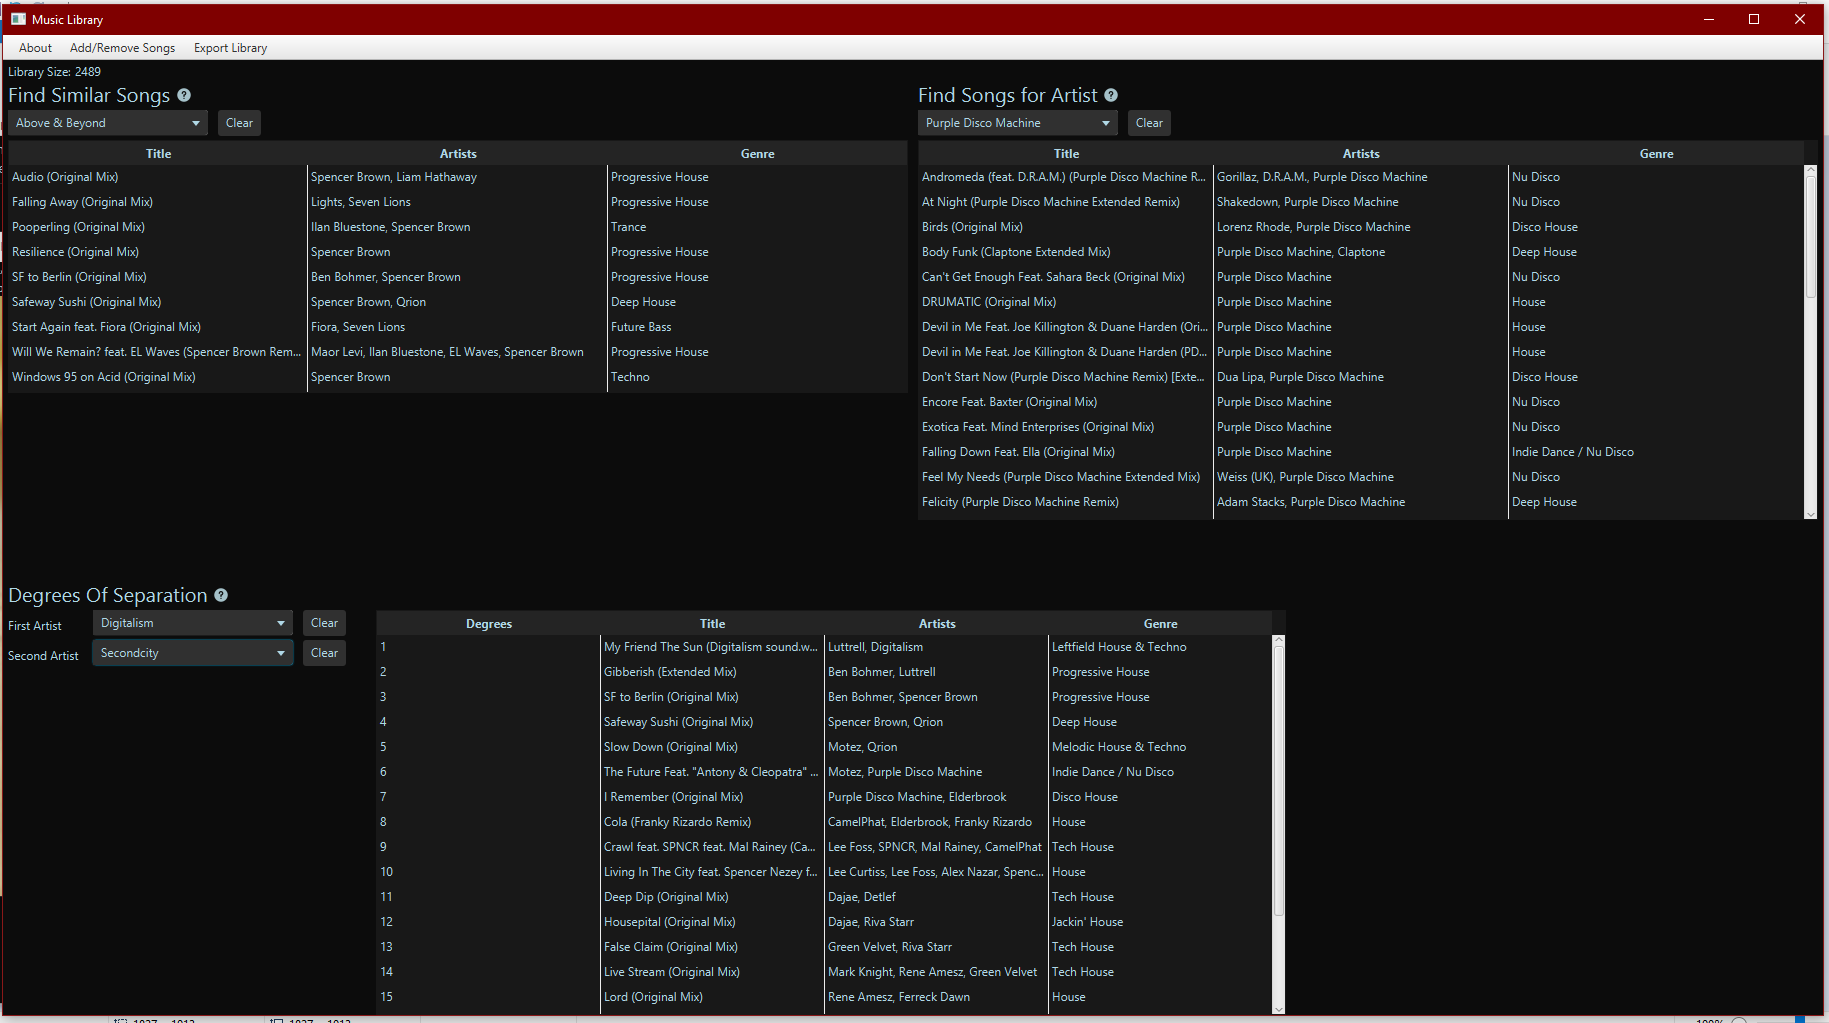 Music Library
About Add/Remove Songs Export Library
Library Size: 2489
Find Similar Songs ?
Above & Beyond Clear
Title Artists Genre
Audio (Original Mix) Spencer Brown, Liam Hathaway Progressive House
Falling Away (Original Mix) Lights, Seven Lions Progressive House
Pooperling (Original Mix) Ilan Bluestone, Spencer Brown Trance
Resilience (Original Mix) Spencer Brown Progressive House
SF to Berlin (Original Mix) Ben Bohmer, Spencer Brown Progressive House
Safeway Sushi (Original Mix) Spencer Brown, Qrion Deep House
Start Again feat. Fiora (Original Mix) Fiora, Seven Lions Future Bass
Will We Remain? feat. EL Waves (Spencer Brown Rem... Maor Levi, Ilan Bluestone, EL Waves, Spencer Brown Progressive House
Windows 95 on Acid (Original Mix) Spencer Brown Techno
Find Songs for Artist ?
Purple Disco Machine Clear
Title Artists Genre
Andromeda (feat. D.R.A.M.) (Purple Disco Machine R... Gorillaz, D.R.A.M., Purple Disco Machine Nu Disco
At Night (Purple Disco Machine Extended Remix) Shakedown, Purple Disco Machine Nu Disco
Birds (Original Mix) Lorenz Rhode, Purple Disco Machine Disco House
Body Funk (Claptone Extended Mix) Purple Disco Machine, Claptone Deep House
Can't Get Enough Feat. Sahara Beck (Original Mix) Purple Disco Machine Nu Disco
DRUMATIC (Original Mix) Purple Disco Machine House
Devil in Me Feat. Joe Killington & Duane Harden (Ori... Purple Disco Machine House
Devil in Me Feat. Joe Killington & Duane Harden (PD... Purple Disco Machine House
Don't Start Now (Purple Disco Machine Remix) [Exte... Dua Lipa, Purple Disco Machine Disco House
Encore Feat. Baxter (Original Mix) Purple Disco Machine Nu Disco
Exotica Feat. Mind Enterprises (Original Mix) Purple Disco Machine Nu Disco
Falling Down Feat. Ella (Original Mix) Purple Disco Machine Indie Dance / Nu Disco
Feel My Needs (Purple Disco Machine Extended Mix) Weiss (UK), Purple Disco Machine Nu Disco
Felicity (Purple Disco Machine Remix) Adam Stacks, Purple Disco Machine Deep House
Degrees Of Separation ?
First Artist Digitalism Clear
Second Artist Secondcity Clear
Degrees Title Artists Genre
1 My Friend The Sun (Digitalism sound.w... Luttrell, Digitalism Leftfield House & Techno
2 Gibberish (Extended Mix) Ben Bohmer, Luttrell Progressive House
3 SF to Berlin (Original Mix) Ben Bohmer, Spencer Brown Progressive House
4 Safeway Sushi (Original Mix) Spencer Brown, Qrion Deep House
5 Slow Down (Original Mix) Motez, Qrion Melodic House & Techno
6 The Future Feat. "Antony & Cleopatra" ... Motez, Purple Disco Machine Indie Dance / Nu Disco
7 I Remember (Original Mix) Purple Disco Machine, Elderbrook Disco House
8 Cola (Franky Rizardo Remix) CamelPhat, Elderbrook, Franky Rizardo House
9 Crawl feat. SPNCR feat. Mal Rainey (Ca... Lee Foss, SPNCR, Mal Rainey, CamelPhat Tech House
10 Living In The City feat. Spencer Nezey f... Lee Curtiss, Lee Foss, Alex Nazar, Spenc... House
11 Deep Dip (Original Mix) Dajae, Detlef Tech House
12 Housepital (Original Mix) Dajae, Riva Starr Jackin' House
13 False Claim (Original Mix) Green Velvet, Riva Starr Tech House
14 Live Stream (Original Mix) Mark Knight, Rene Amesz, Green Velvet Tech House
15 Lord (Original Mix) Rene Amesz, Ferreck Dawn House